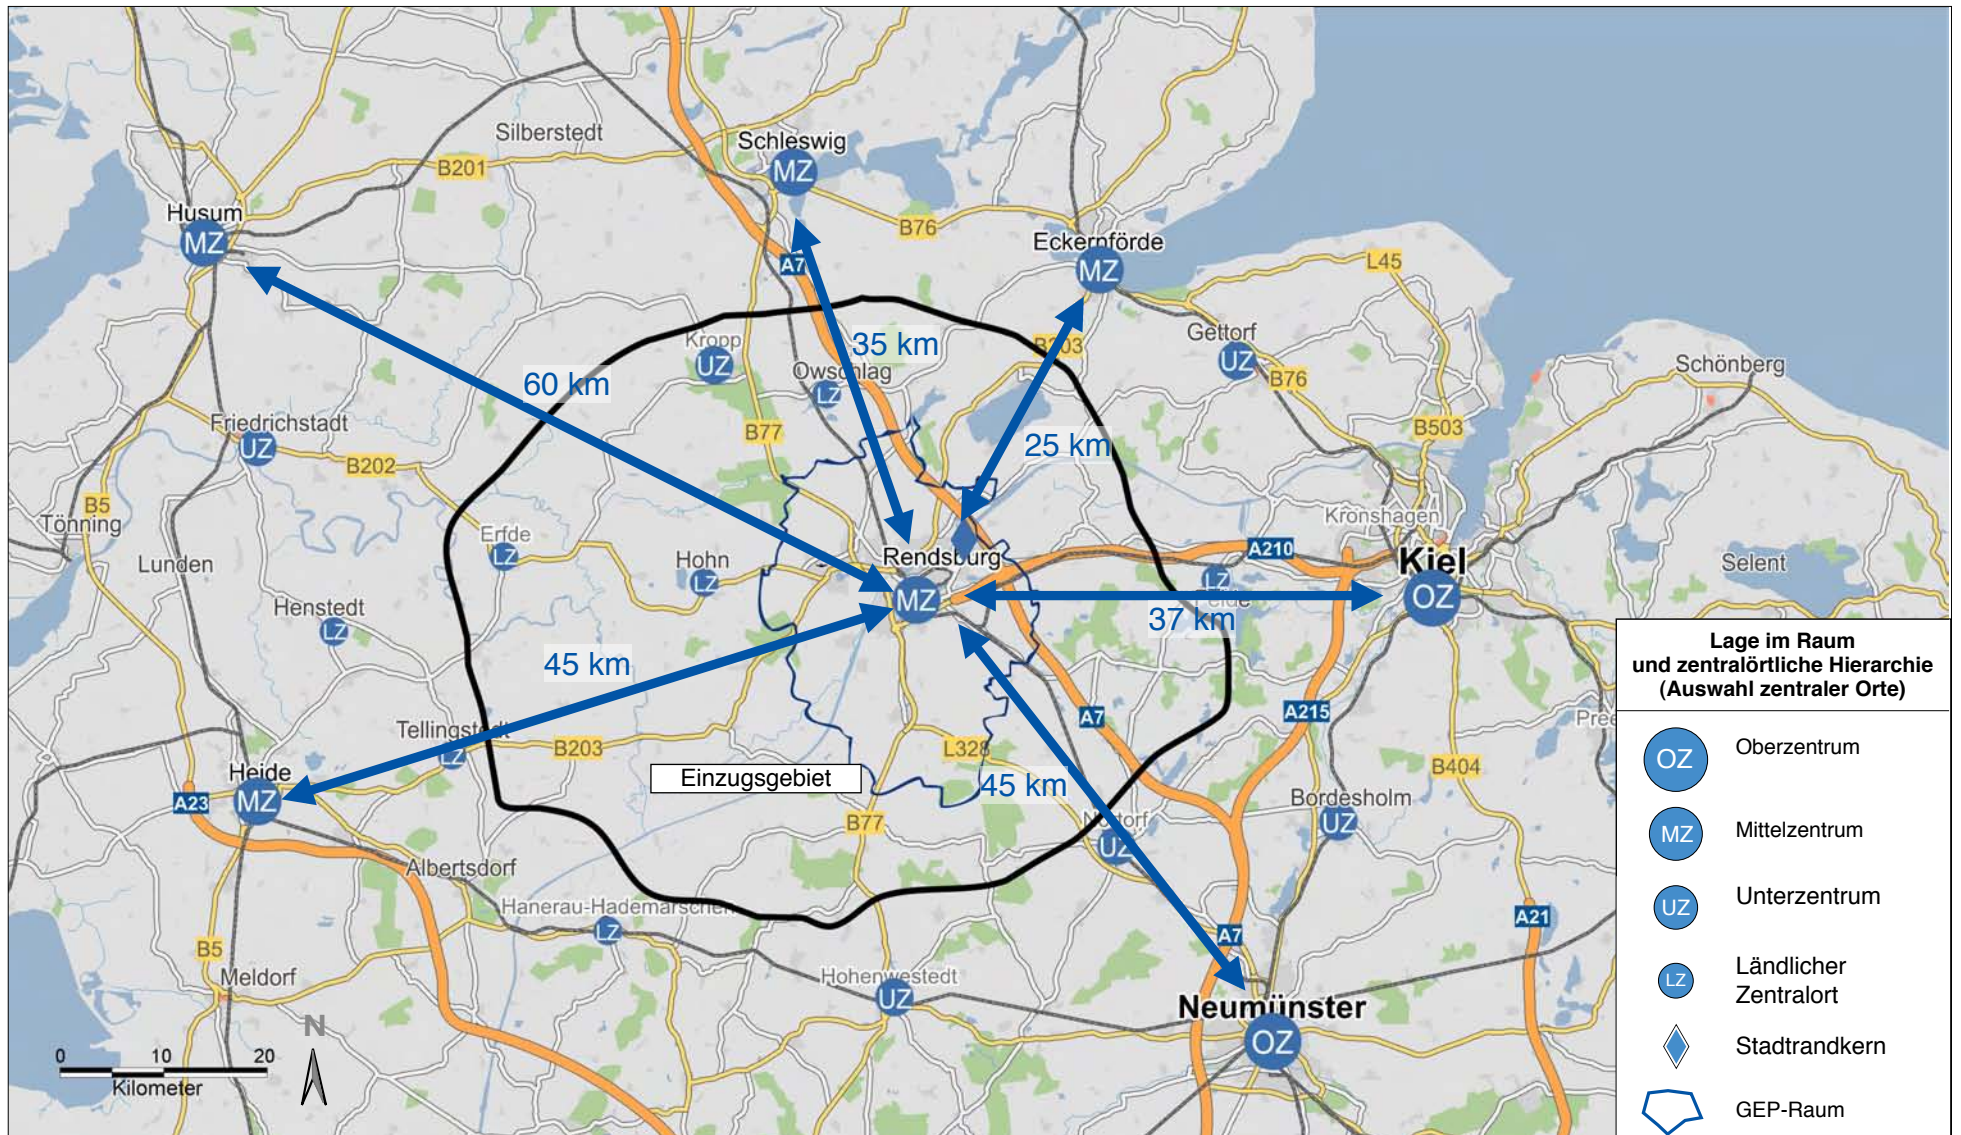 Silberstedt
Schleswig
MZ
B201
Husum
MZ
B76
Eckernförde
MZ
A7
L45
Kropp
UZ
35 km
B203
Gettorf
UZ
B76
Schönberg
Owschlag
LZ
60 km
Friedrichstadt
UZ
B202
B77
25 km
B503
B5
Tönning
Erfde
LZ
Kronshagen
Lunden
Hohn
LZ
Rendsburg
MZ
A210
LZ
Felde
Kiel
OZ
Selent
Henstedt
LZ
37 km
45 km
Tellingstedt
LZ
B203
A7
A215
L328
B404
Heide
MZ
A23
Einzugsgebiet
45 km
Bordesholm
UZ
B77
Nortorf
UZ
Albertsdorf
Hanerau-Hademarschen
LZ
A7
A21
B5
Meldorf
Hohenwestedt
UZ
Neumünster
OZ
N
0 10 20
Kilometer
Lage im Raum
und zentralörtliche Hierarchie
(Auswahl zentraler Orte)
OZ Oberzentrum
MZ Mittelzentrum
UZ Unterzentrum
LZ Ländlicher
Zentralort
Stadtrandkern
GEP-Raum